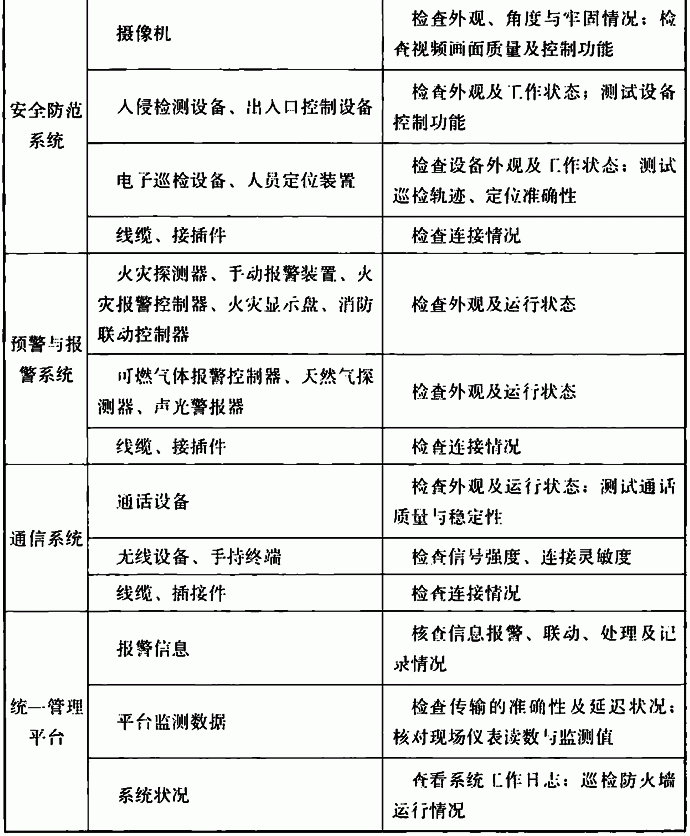 安全防范
系统
摄像机
检查外观、角度与牢固情况；检
查视频画面质量及控制功能
入侵检测设备、出入口控制设备
检查外观及工作状态；测试设备
控制功能
电子巡检设备、人员定位装置
检查设备外观及工作状态；测试
巡检轨迹、定位准确性
线缆、接插件
检查连接情况
预警与报
警系统
火灾探测器、手动报警装置、火
灾报警控制器、火灾显示盘、消防
联动控制器
检查外观及运行状态
可燃气体报警控制器、天然气探
测器、声光警报器
检查外观及运行状态
线缆、接插件
检查连接情况
通信系统
通话设备
检查外观及运行状态；测试通话
质量与稳定性
无线设备、手持终端
检查信号强度、连接灵敏度
线缆、插接件
检查连接情况
统一管理
平台
报警信息
核查信息报警、联动、处理及记
录情况
平台监测数据
检查传输的准确性及延迟状况；
核对现场仪表读数与监测值
系统状况
查看系统工作日志；巡检防火墙
运行情况